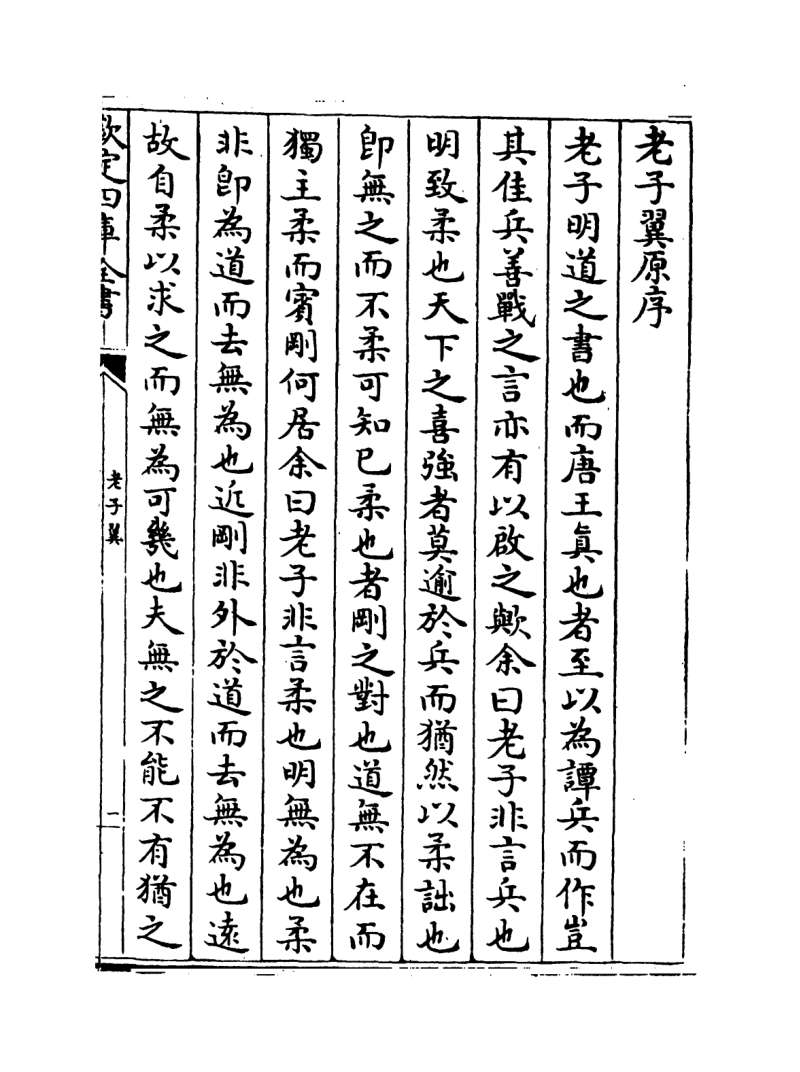 老子翼原序
老子明道之書也而唐王眞也者至以為譚兵而作豈
其佳兵善戰之言亦有以啟之歟余曰老子非言兵也
明致柔也天下之喜強者莫逾於兵而猶然以柔詘也
即無之而不柔可知已柔也者剛之對也道無不在而
獨主柔而賓剛何居余曰老子非言柔也明無為也柔
非即為道而去無為也近剛非外於道而去無為也遠
故自柔以求之而無為可幾也夫無之不能不有猶之
欽定四庫全書
老子翼
一